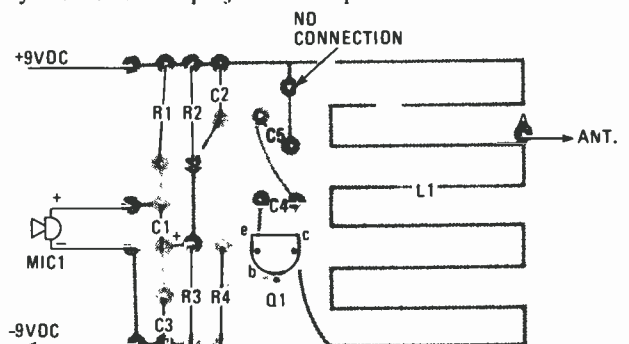 NO
CONNECTION
+9VDC
C2
R1
R2
C5
ANT.
L1
+
C4
C1
+
e
c
−
MIC1
b
Q1
R3
R4
C3
-9VDC